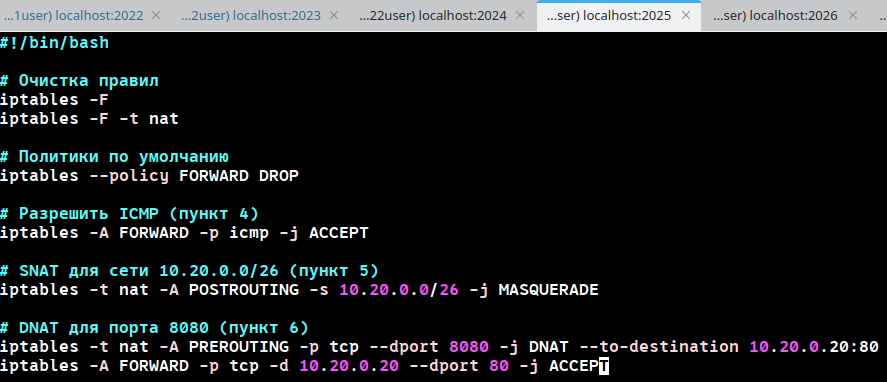 ...1user) localhost:2022
...2user) localhost:2023
...22user) localhost:2024
...ser) localhost:2025
...ser) localhost:2026
#!/bin/bash
# Очистка правил
iptables -F
iptables -F -t nat
# Политики по умолчанию
iptables --policy FORWARD DROP
# Разрешить ICMP (пункт 4)
iptables -A FORWARD -p icmp -j ACCEPT
# SNAT для сети 10.20.0.0/26 (пункт 5)
iptables -t nat -A POSTROUTING -s 10.20.0.0/26 -j MASQUERADE
# DNAT для порта 8080 (пункт 6)
iptables -t nat -A PREROUTING -p tcp --dport 8080 -j DNAT --to-destination 10.20.0.20:80
iptables -A FORWARD -p tcp -d 10.20.0.20 --dport 80 -j ACCEPT